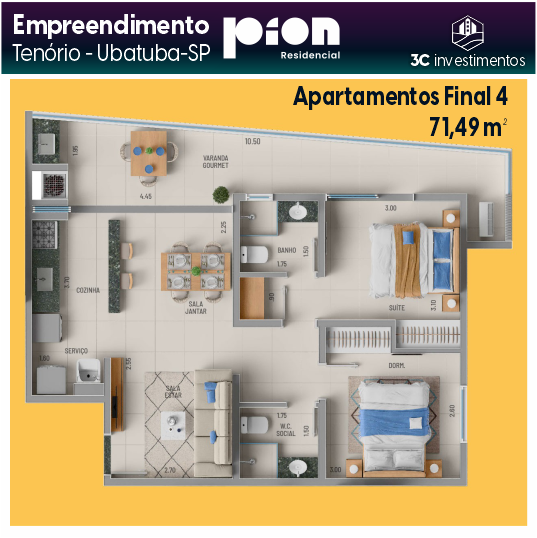 Empreendimento
Tenório - Ubatuba-SP
pion
Residencial
3C investimentos
Apartamentos Final 4
71,49 m²
10.50
1.95
VARANDA
GOURMET
4.45
2.25
3.00
BANHO
1.50
1.75
3.70
COZINHA
SALA
JANTAR
.90
SUÍTE
3.10
SERVIÇO
1.80
2.55
DORM.
SALA
ESTAR
1.75
W.C.
SOCIAL
1.50
2.60
2.70
3.00